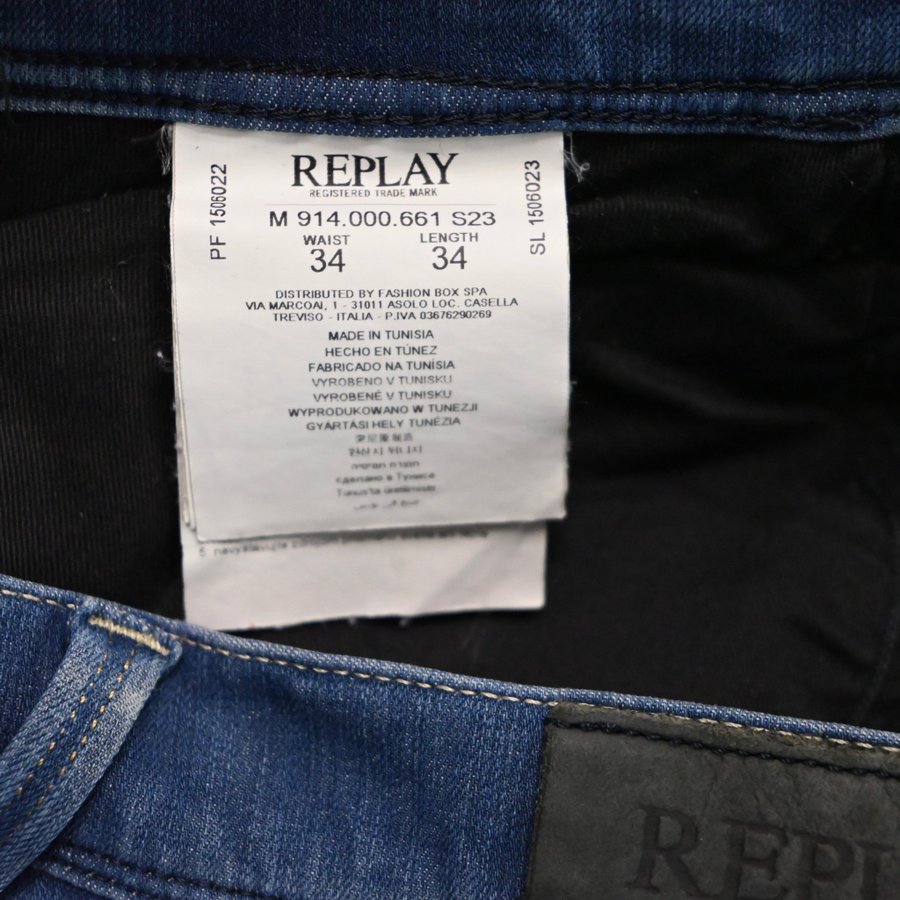 REPLAY
REGISTERED TRADE MARK
PF 1506022
SL 1506023
M 914.000.661 S23
WAIST LENGTH
34 34
DISTRIBUTED BY FASHION BOX SPA
VIA MARCOAI, 1 - 31011 ASOLO LOC. CASELLA
TREVISO - ITALIA - P.IVA 03676290269
MADE IN TUNISIA
HECHO EN TÚNEZ
FABRICADO NA TUNÍSIA
VYROBENO V TUNISKU
VYROBENÉ V TUNISKU
WYPRODUKOWANO W TUNEZJI
GYÁRTÁSI HELY TUNÉZIA
сделано в Тунисе
REPL